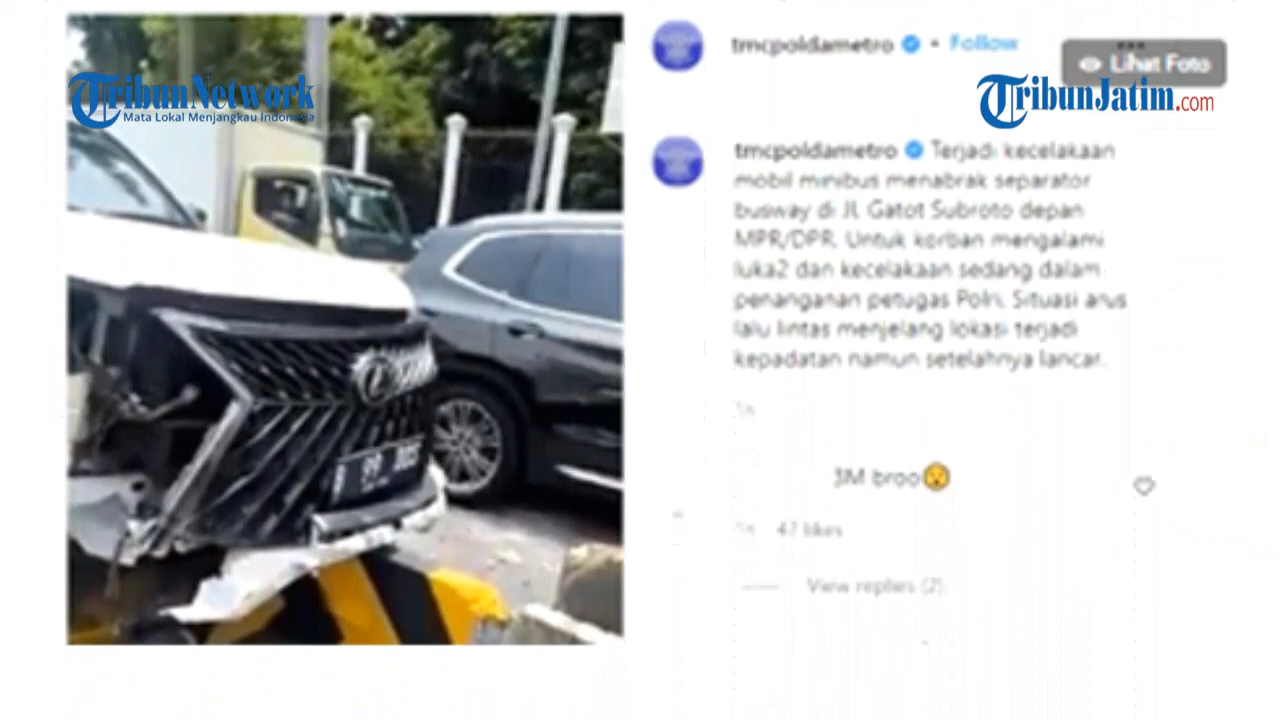 TribunNetwork
Mata Lokal Menjangkau Indonesia
tmcpoldametro • Follow
Lihat Foto
TribunJatim.com
tmcpoldametro Terjadi kecelakaan
mobil minibus menabrak separator
busway di Jl. Gatot Subroto depan
MPR/DPR. Untuk korban mengalami
luka2 dan kecelakaan sedang dalam
penanganan petugas Polri. Situasi arus
lalu lintas menjelang lokasi terjadi
kepadatan namun setelahnya lancar.
3M broo😯
47 likes
View replies (2)